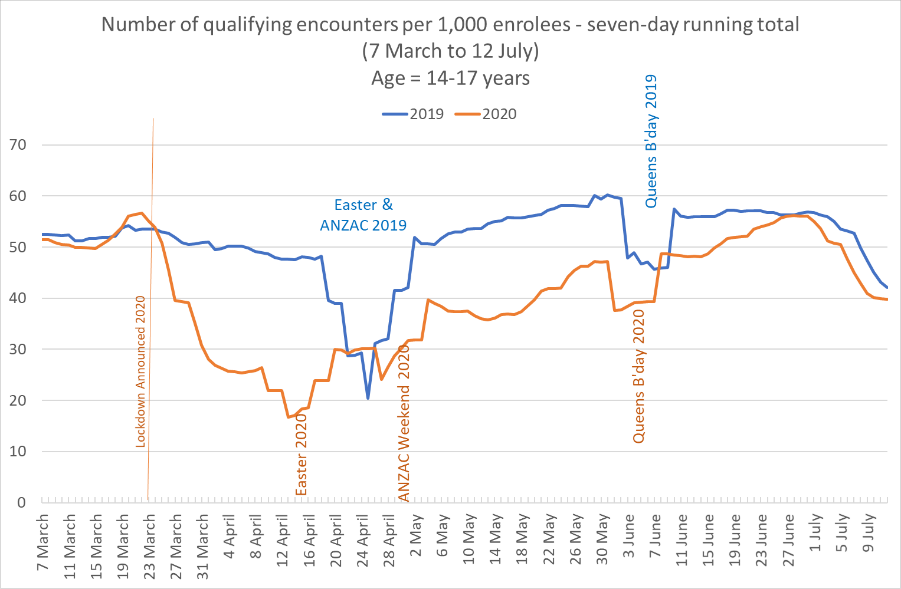 Number of qualifying encounters per 1,000 enrolees - seven-day running total
(7 March to 12 July)
Age = 14-17 years
2019
2020
Queens B'day 2019
Easter &
ANZAC 2019
Lockdown Announced 2020
Easter 2020
ANZAC Weekend 2020
Queens B'day 2020
70
60
50
40
30
20
10
0
7 March
11 March
15 March
19 March
23 March
27 March
31 March
4 April
8 April
12 April
16 April
20 April
24 April
28 April
2 May
6 May
10 May
14 May
18 May
22 May
26 May
30 May
3 June
7 June
11 June
15 June
19 June
23 June
27 June
1 July
5 July
9 July